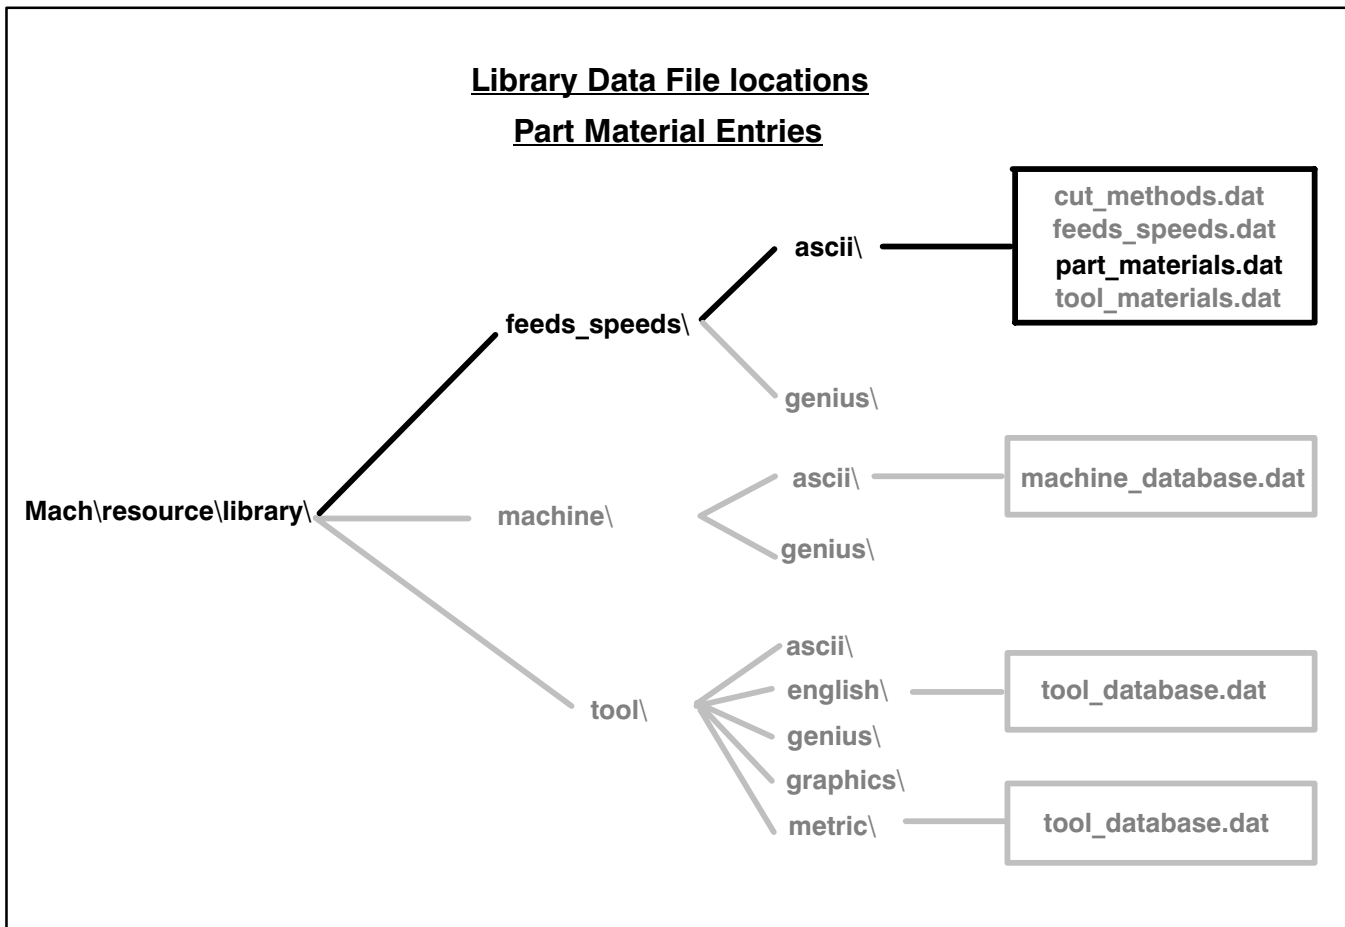 Library Data File locations
Part Material Entries
cut_methods.dat
feeds_speeds.dat
part_materials.dat
tool_materials.dat
ascii\
feeds_speeds\
genius\
ascii\
machine_database.dat
Mach\resource\library\
machine\
genius\
ascii\
english\
tool_database.dat
tool\
genius\
graphics\
metric\
tool_database.dat